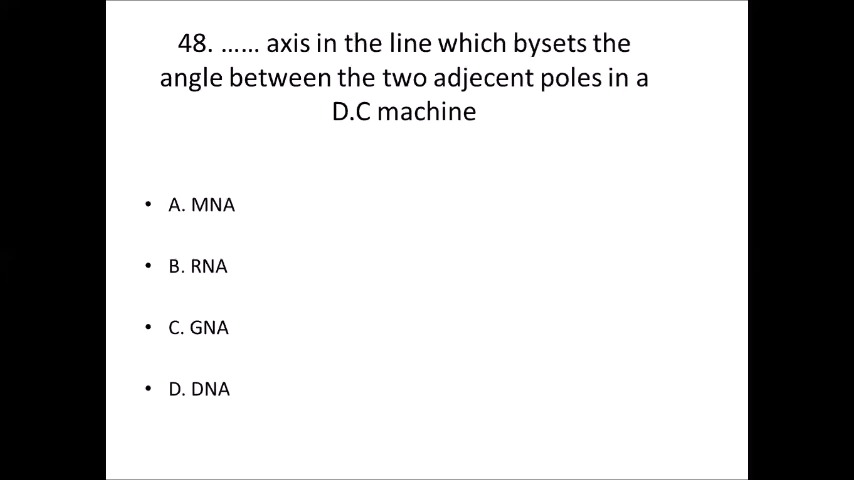 48. …... axis in the line which bysets the
angle between the two adjecent poles in a
D.C machine
• A. MNA
• B. RNA
• C. GNA
• D. DNA